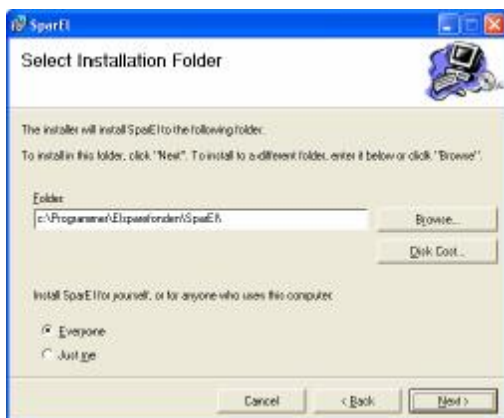 SparEl
Select Installation Folder
The installer will install SparEl to the following folder.
To install in this folder, click "Next". To install to a different folder, enter it below or click "Browse".
Folder:
c:\Programmer\Elsparefonden\SparEl\
Browse...
Disk Cost...
Install SparEl for yourself, or for anyone who uses this computer:
Everyone
Just me
Cancel
< Back
Next >